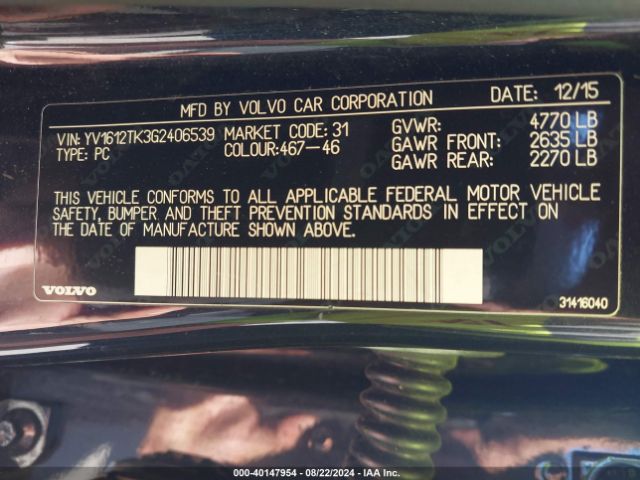 MFD BY VOLVO CAR CORPORATION DATE: 12/15
VIN: YV1612TK3G2406539 MARKET CODE: 31 GVWR: 4770 LB
TYPE: PC COLOUR:467-46 GAWR FRONT: 2635 LB
GAWR REAR: 2270 LB
THIS VEHICLE CONFORMS TO ALL APPLICABLE FEDERAL MOTOR VEHICLE
SAFETY, BUMPER AND THEFT PREVENTION STANDARDS IN EFFECT ON
THE DATE OF MANUFACTURE SHOWN ABOVE.
VOLVO 31416040
000-40147954 - 08/22/2024 - IAA Inc.